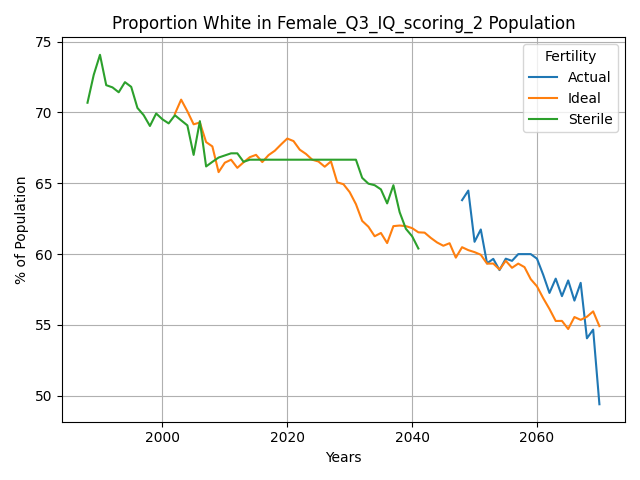 Proportion White in Female_Q3_IQ_scoring_2 Population
Fertility
Actual
Ideal
Sterile
% of Population
75
70
65
60
55
50
2000
2020
2040
2060
Years